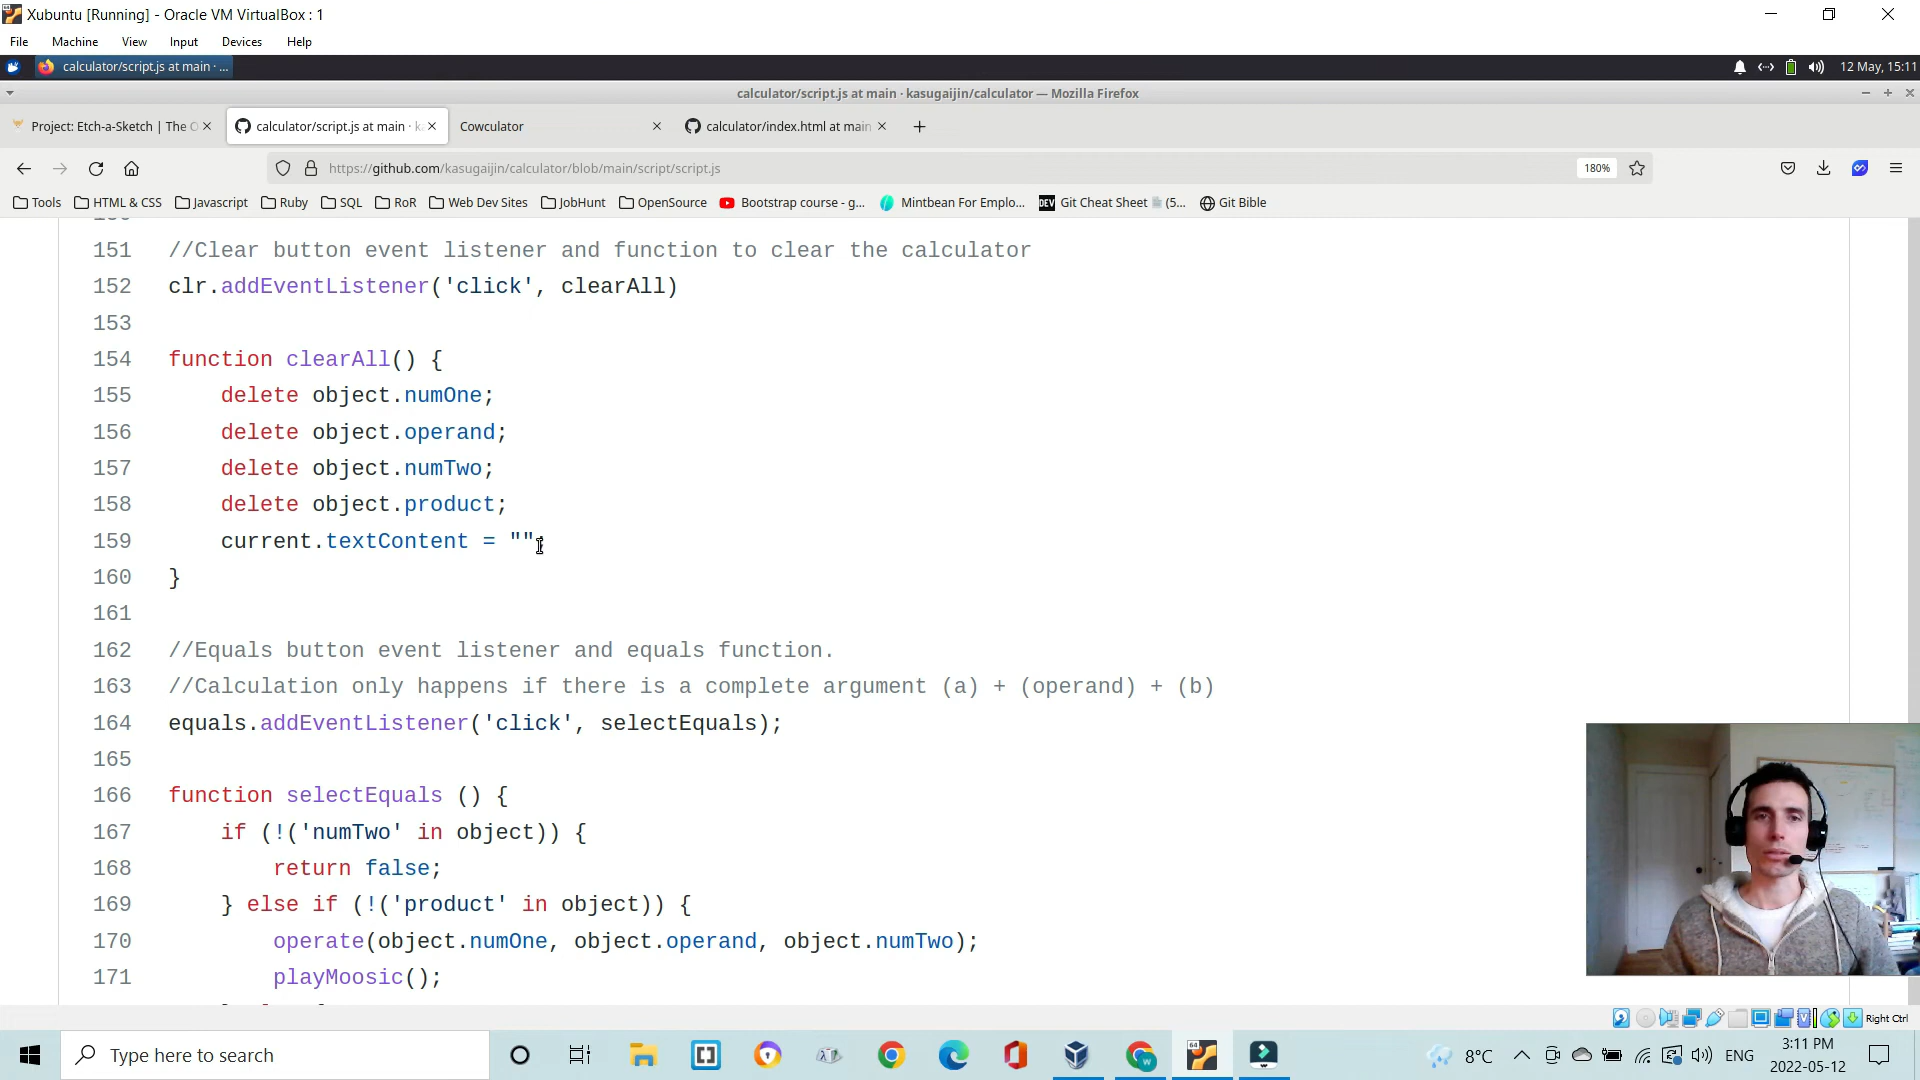 Xubuntu [Running] - Oracle VM VirtualBox : 1
File Machine View Input Devices Help
calculator/script.js at main · ...
12 May, 15:11
calculator/script.js at main · kasugaijin/calculator — Mozilla Firefox
Project: Etch-a-Sketch | The O
calculator/script.js at main · k
Cowculator
calculator/index.html at main
https://github.com/kasugaijin/calculator/blob/main/script/script.js
180%
Tools HTML & CSS Javascript Ruby SQL RoR Web Dev Sites JobHunt OpenSource Bootstrap course - g... Mintbean For Emplo... DEV Git Cheat Sheet (5... Git Bible
151 //Clear button event listener and function to clear the calculator
152 clr.addEventListener('click', clearAll)
153
154 function clearAll() {
155 delete object.numOne;
156 delete object.operand;
157 delete object.numTwo;
158 delete object.product;
159 current.textContent = ""
160 }
161
162 //Equals button event listener and equals function.
163 //Calculation only happens if there is a complete argument (a) + (operand) + (b)
164 equals.addEventListener('click', selectEquals);
165
166 function selectEquals () {
167 if (!('numTwo' in object)) {
168 return false;
169 } else if (!('product' in object)) {
170 operate(object.numOne, object.operand, object.numTwo);
171 playMoosic();
Right Ctrl
Type here to search
64
8°C
ENG
3:11 PM
2022-05-12